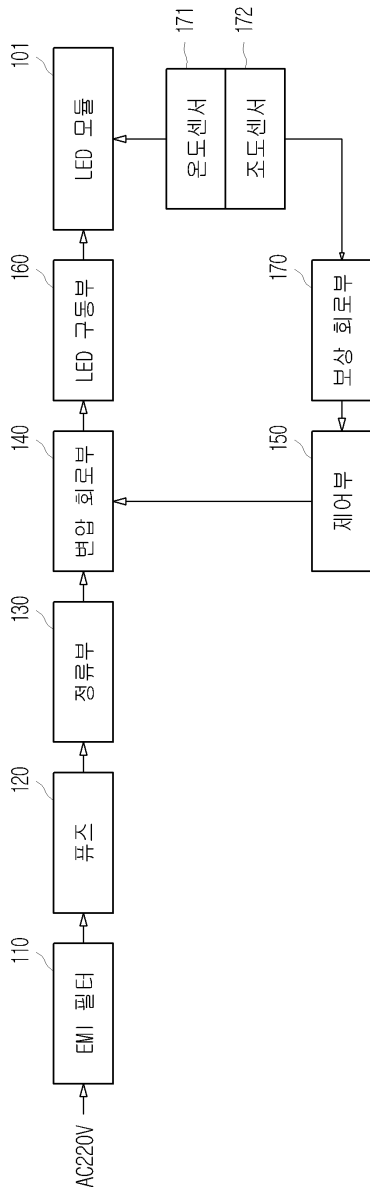 AC220V
110
EMI 필터
120
퓨즈
130
정류부
140
변압 회로부
160
LED 구동부
101
LED 모듈
171
온도센서
172
조도센서
170
보상 회로부
150
제어부